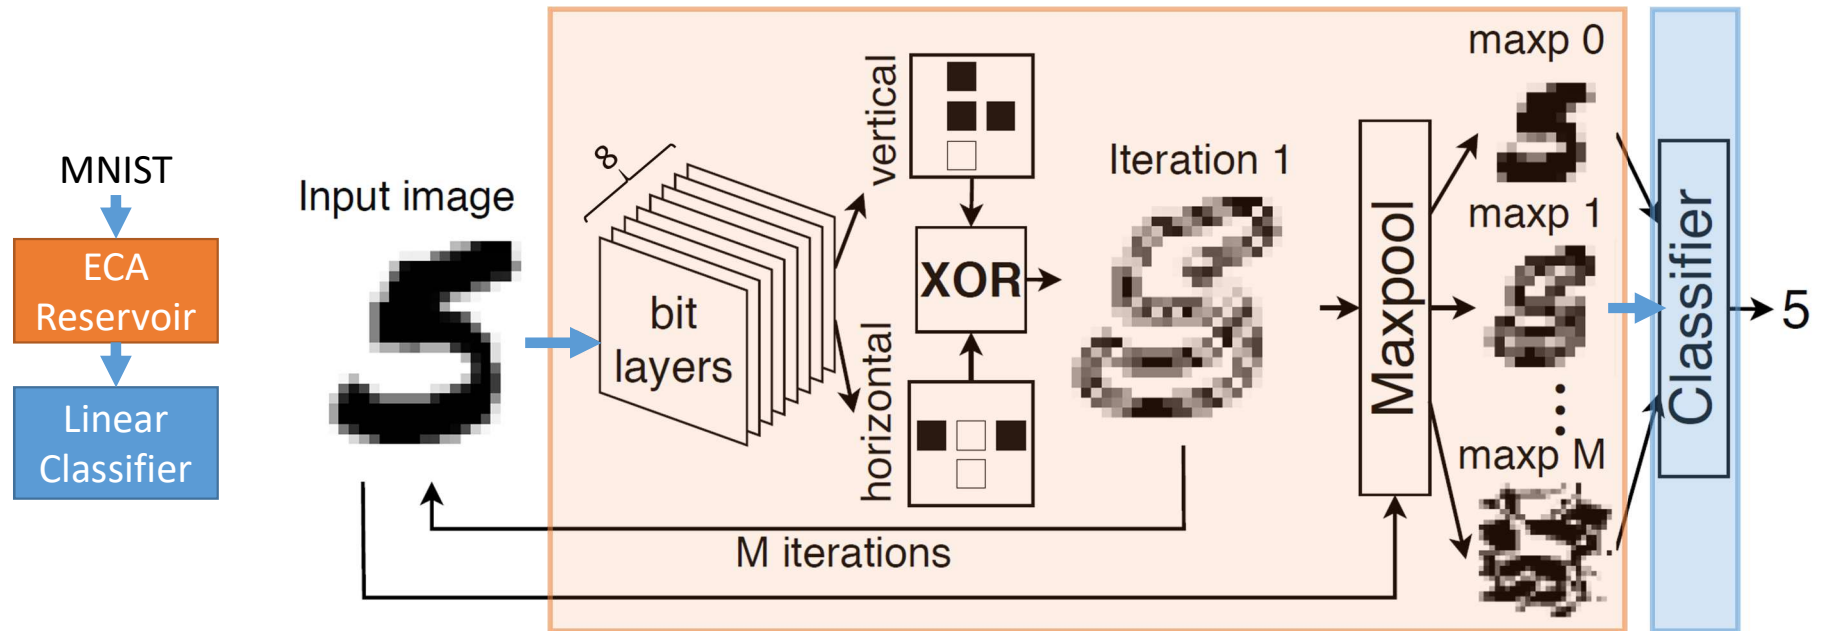 MNIST
ECA
Reservoir
Linear
Classifier
Input image
8
bit
layers
vertical
horizontal
XOR
Iteration 1
M iterations
Maxpool
maxp 0
maxp 1
...
maxp M
Classifier
5